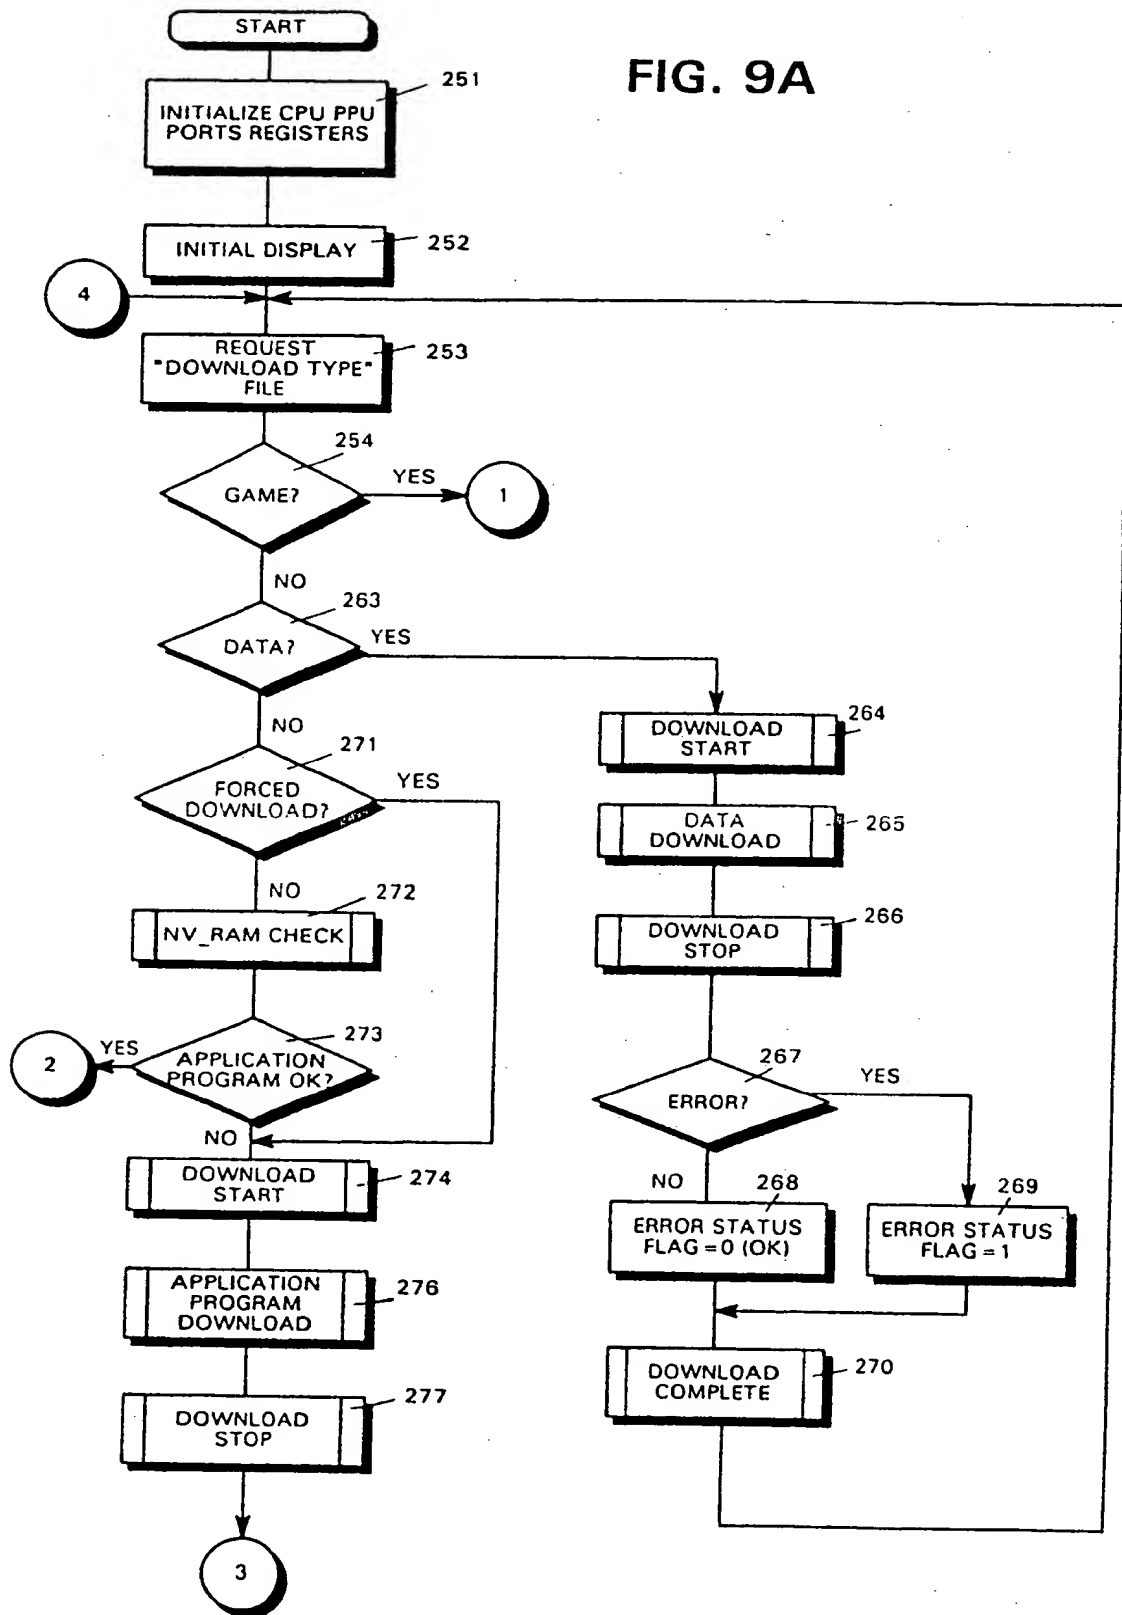 START
FIG. 9A
251
INITIALIZE CPU PPU
PORTS REGISTERS
INITIAL DISPLAY
252
4
REQUEST
"DOWNLOAD TYPE"
FILE
253
254
GAME?
YES
1
NO
263
DATA?
YES
NO
271
FORCED
DOWNLOAD?
YES
NO
272
NV_RAM CHECK
273
APPLICATION
PROGRAM OK?
YES
2
NO
DOWNLOAD
START
274
APPLICATION
PROGRAM
DOWNLOAD
276
DOWNLOAD
STOP
277
3
DOWNLOAD
START
264
DATA
DOWNLOAD
265
DOWNLOAD
STOP
266
267
ERROR?
YES
NO
268
ERROR STATUS
FLAG = 0 (OK)
269
ERROR STATUS
FLAG = 1
DOWNLOAD
COMPLETE
270